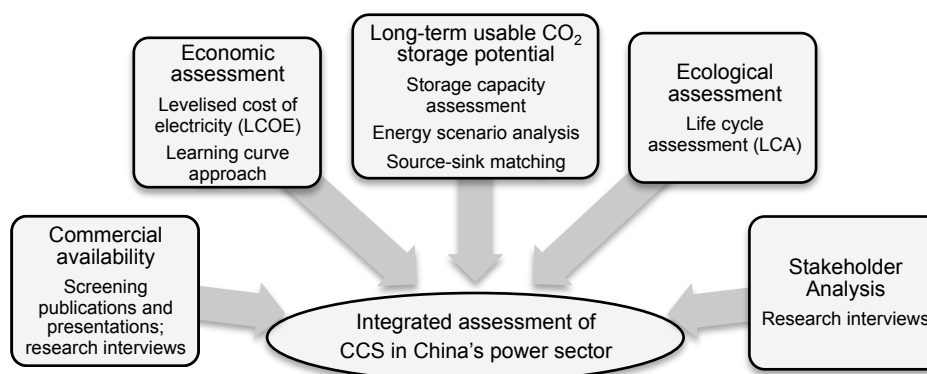 Economic
assessment
Levelised cost of
electricity (LCOE)
Learning curve
approach
Long-term usable CO₂
storage potential
Storage capacity
assessment
Energy scenario analysis
Source-sink matching
Ecological
assessment
Life cycle
assessment (LCA)
Commercial
availability
Screening
publications and
presentations;
research interviews
Stakeholder
Analysis
Research interviews
Integrated assessment of
CCS in China's power sector